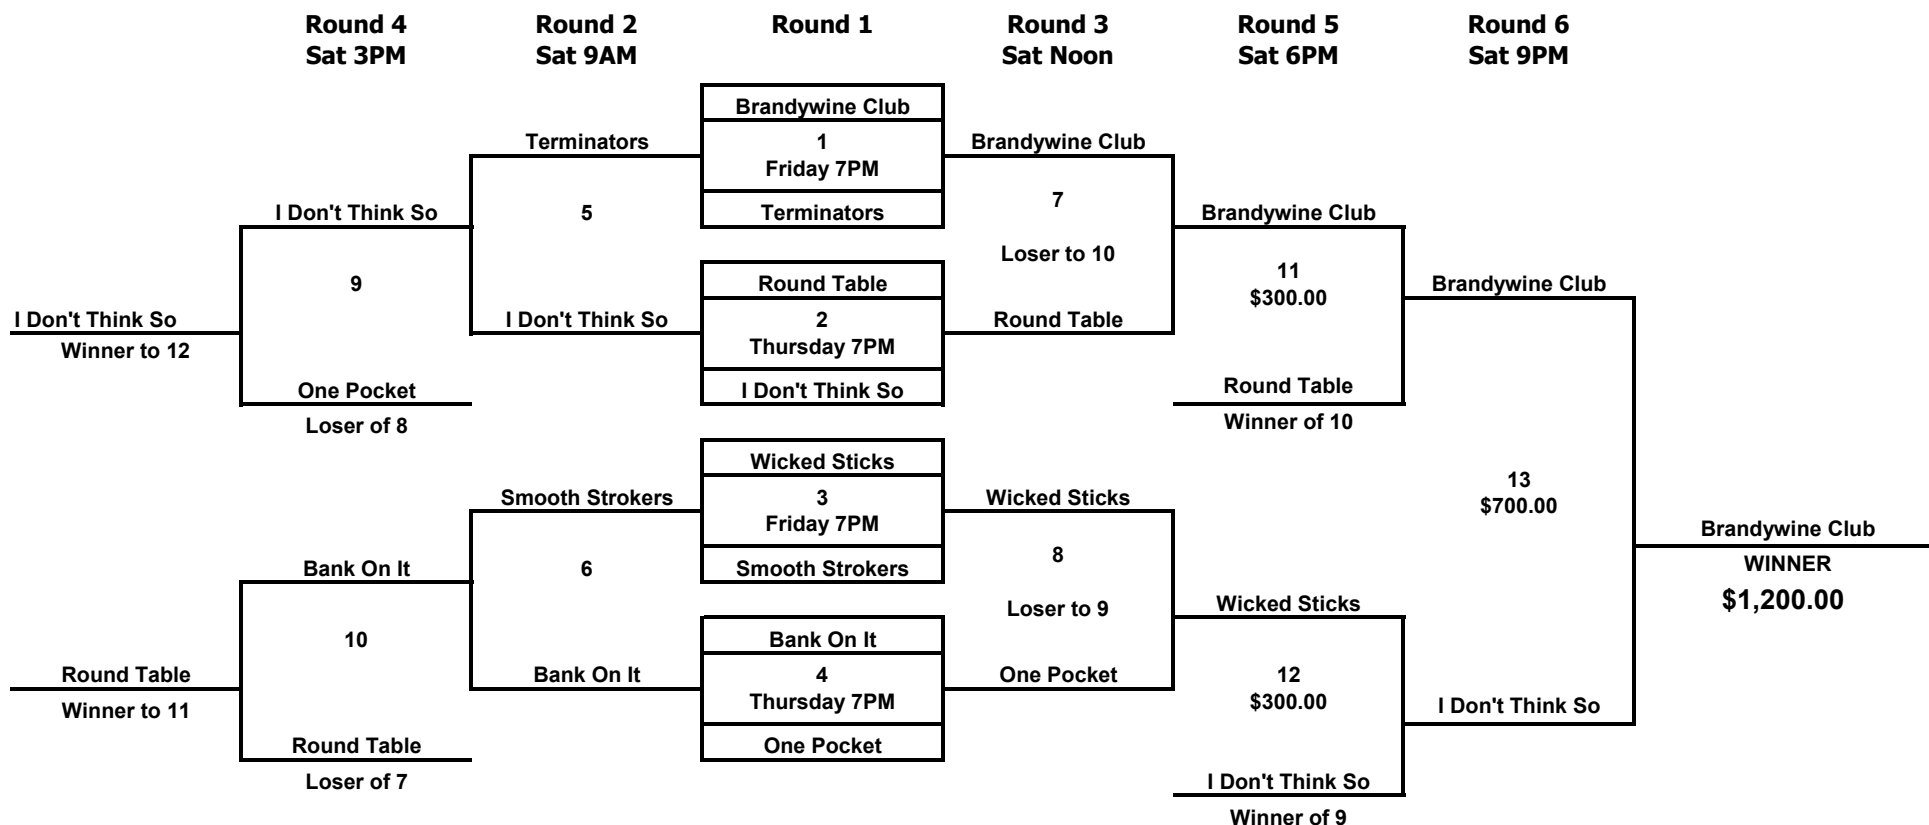 Round 4
Sat 3PM
Round 2
Sat 9AM
Round 1
Round 3
Sat Noon
Round 5
Sat 6PM
Round 6
Sat 9PM
I Don't Think So
Winner to 12
Round Table
Winner to 11
I Don't Think So
9
One Pocket
Loser of 8
Bank On It
10
Round Table
Loser of 7
Terminators
5
I Don't Think So
Smooth Strokers
6
Bank On It
Brandywine Club
1
Friday 7PM
Terminators
Round Table
2
Thursday 7PM
I Don't Think So
Wicked Sticks
3
Friday 7PM
Smooth Strokers
Bank On It
4
Thursday 7PM
One Pocket
Brandywine Club
7
Loser to 10
Round Table
Wicked Sticks
8
Loser to 9
One Pocket
Brandywine Club
11
$300.00
Round Table
Winner of 10
Wicked Sticks
12
$300.00
I Don't Think So
Winner of 9
Brandywine Club
13
$700.00
I Don't Think So
Brandywine Club
WINNER
$1,200.00